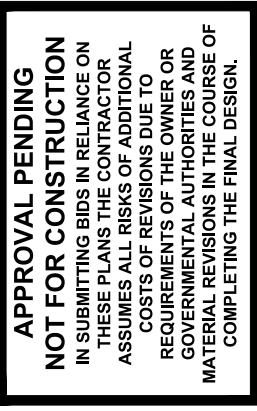 APPROVAL PENDING
NOT FOR CONSTRUCTION
IN SUBMITTING BIDS IN RELIANCE ON
THESE PLANS THE CONTRACTOR
ASSUMES ALL RISKS OF ADDITIONAL
COSTS OF REVISIONS DUE TO
REQUIREMENTS OF THE OWNER OR
GOVERNMENTAL AUTHORITIES AND
MATERIAL REVISIONS IN THE COURSE OF
COMPLETING THE FINAL DESIGN.